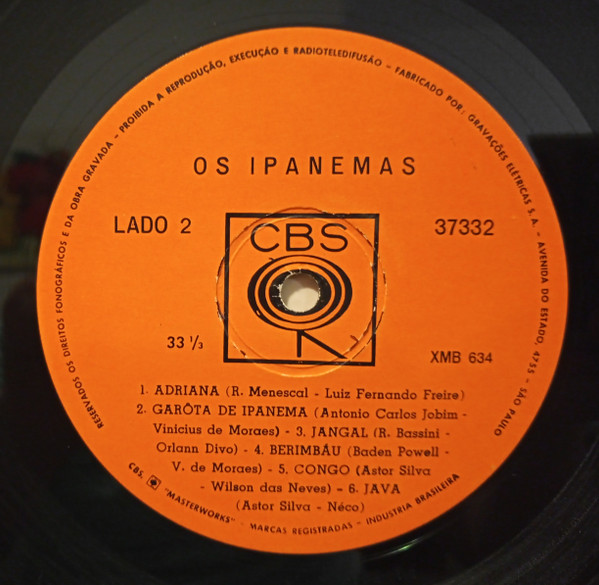 RESERVADOS OS DIREITOS FONOGRÁFICOS E DA OBRA GRAVADA – PROIBIDA A REPRODUÇÃO, EXECUÇÃO E RADIOTELEDIFUSÃO – FABRICADO POR: GRAVAÇÕES ELÉTRICAS S.A. – AVENIDA DO ESTADO, 4755 – SÃO PAULO
OS IPANEMAS
LADO 2
CBS
37332
33 1/3
XMB 634
1. ADRIANA (R. Menescal - Luiz Fernando Freire)
2. GARÔTA DE IPANEMA (Antonio Carlos Jobim -
Vinicius de Moraes) - 3. JANGAL (R. Bassini -
Orlann Divo) - 4. BERIMBÁU (Baden Powell -
V. de Moraes) - 5. CONGO (Astor Silva
- Wilson das Neves) - 6. JAVA
(Astor Silva - Néco)
CBS, "MASTERWORKS" - MARCAS REGISTRADAS - INDUSTRIA BRASILEIRA